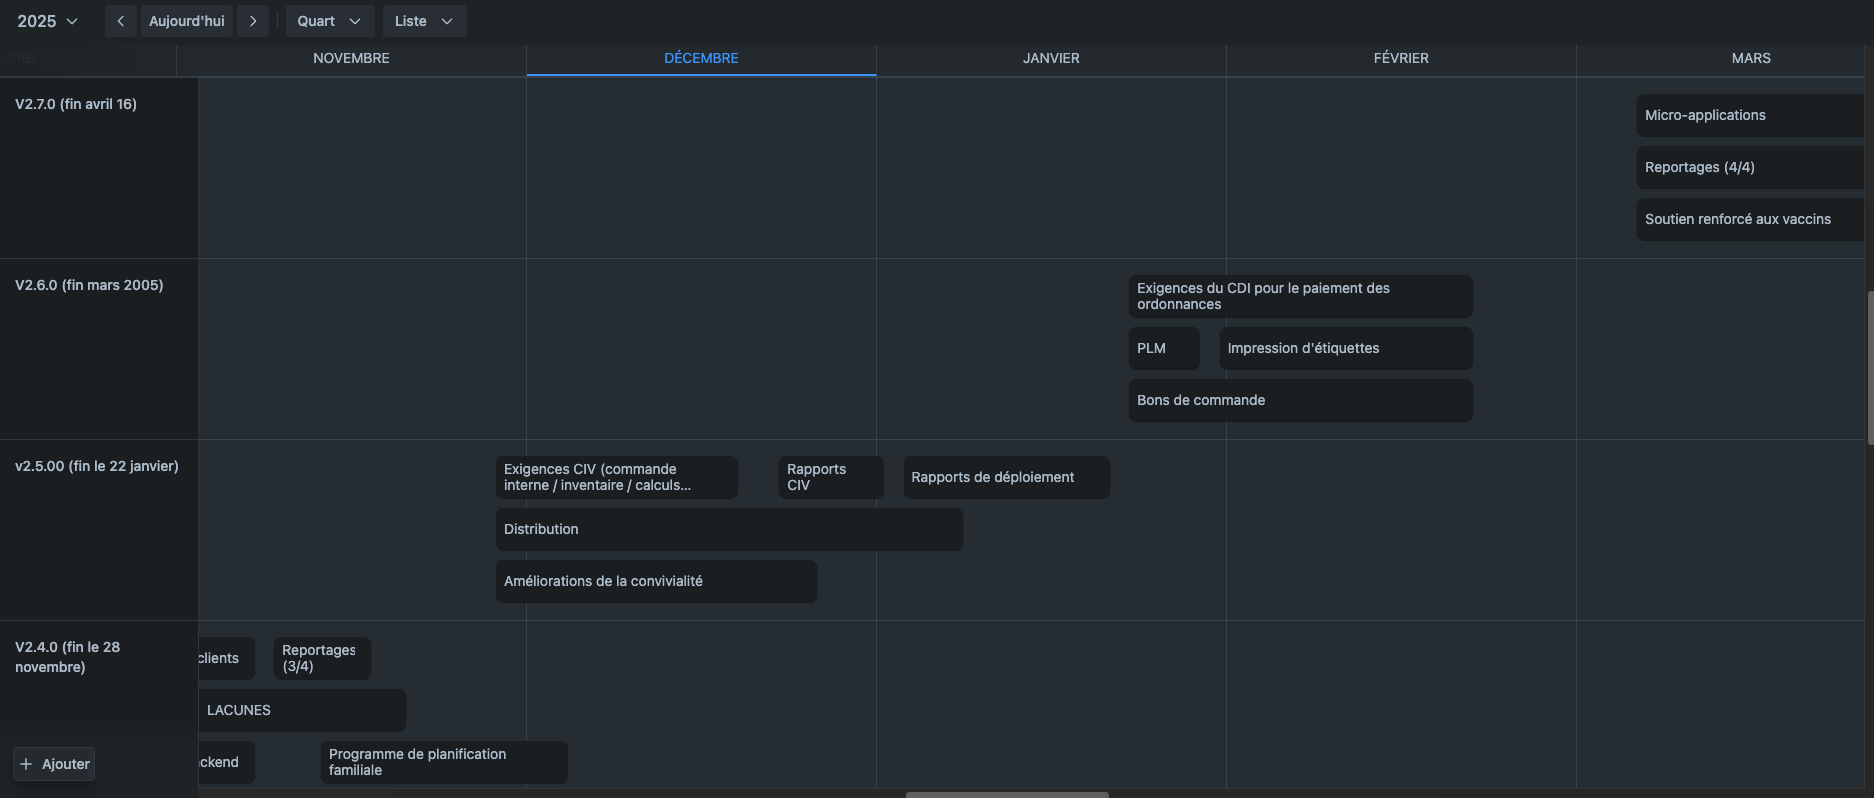 2025
Aujourd'hui
Quart
Liste
NOVEMBRE
DÉCEMBRE
JANVIER
FÉVRIER
MARS
V2.7.0 (fin avril 16)
Micro-applications
Reportages (4/4)
Soutien renforcé aux vaccins
V2.6.0 (fin mars 2005)
Exigences du CDI pour le paiement des
ordonnances
PLM
Impression d'étiquettes
Bons de commande
v2.5.00 (fin le 22 janvier)
Exigences CIV (commande
interne / inventaire / calculs...
Rapports
CIV
Rapports de déploiement
Distribution
Améliorations de la convivialité
V2.4.0 (fin le 28
novembre)
clients
Reportages
(3/4)
LACUNES
ckend
Programme de planification
familiale
+ Ajouter